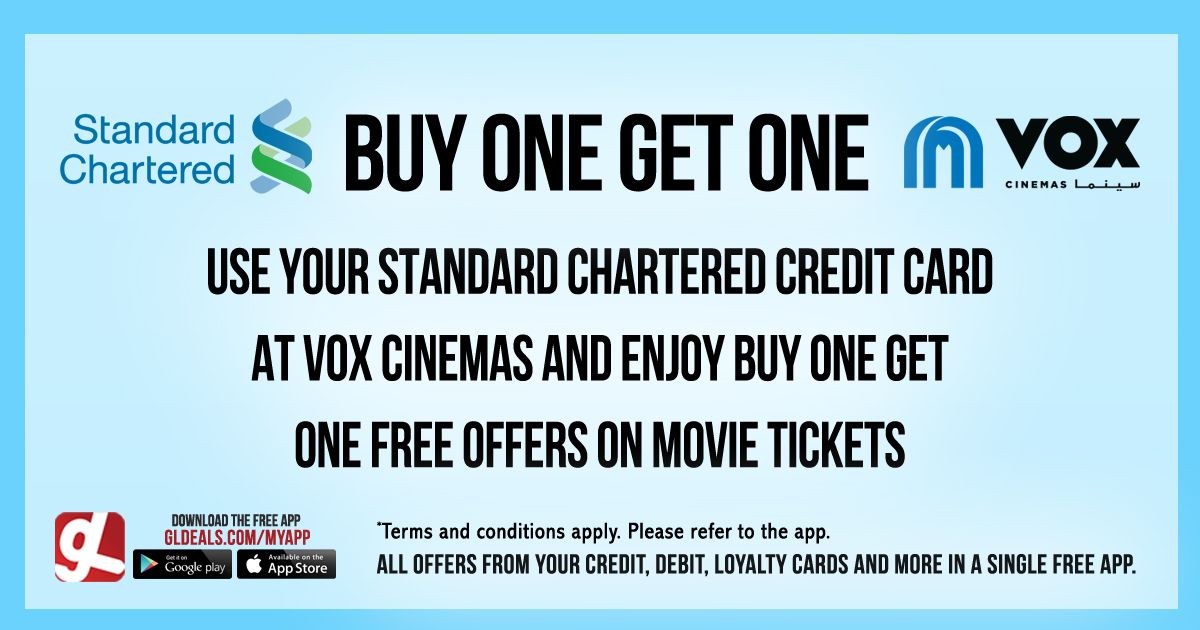 Standard
Chartered
BUY ONE GET ONE
VOX
CINEMAS سينما
USE YOUR STANDARD CHARTERED CREDIT CARD
AT VOX CINEMAS AND ENJOY BUY ONE GET
ONE FREE OFFERS ON MOVIE TICKETS
gL
DOWNLOAD THE FREE APP
GLDEALS.COM/MYAPP
Get it on
Google play
Available on the
App Store
*Terms and conditions apply. Please refer to the app.
ALL OFFERS FROM YOUR CREDIT, DEBIT, LOYALTY CARDS AND MORE IN A SINGLE FREE APP.